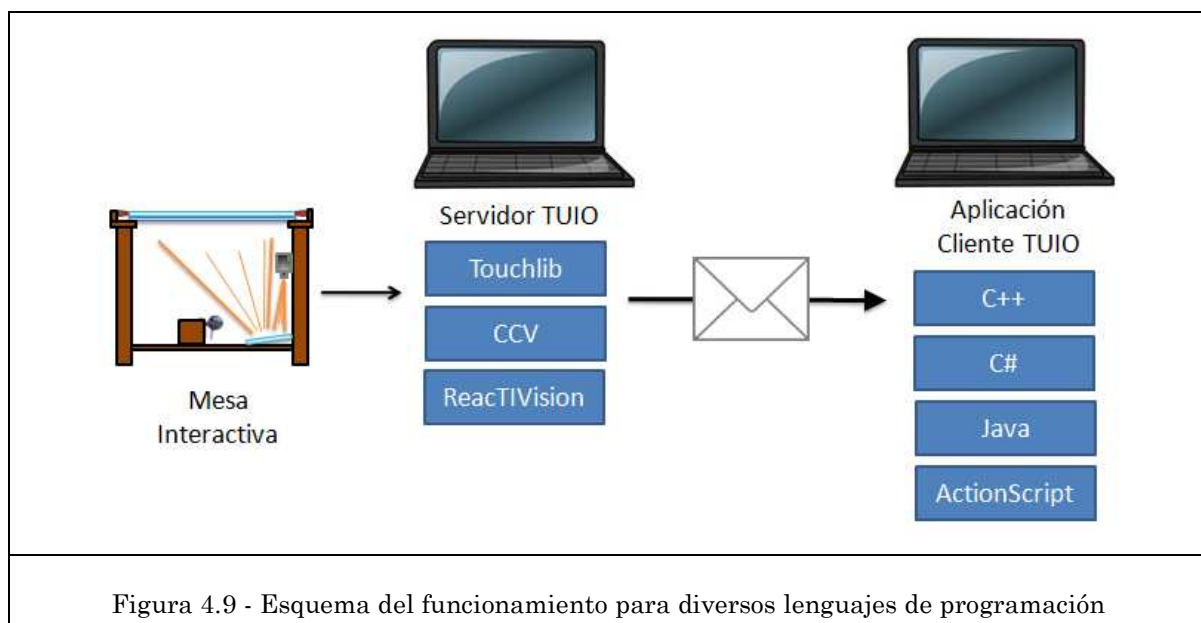 Mesa
Interactiva
Servidor TUIO
Touchlib
CCV
ReacTIVision
Aplicación
Cliente TUIO
C++
C#
Java
ActionScript
Figura 4.9 - Esquema del funcionamiento para diversos lenguajes de programación